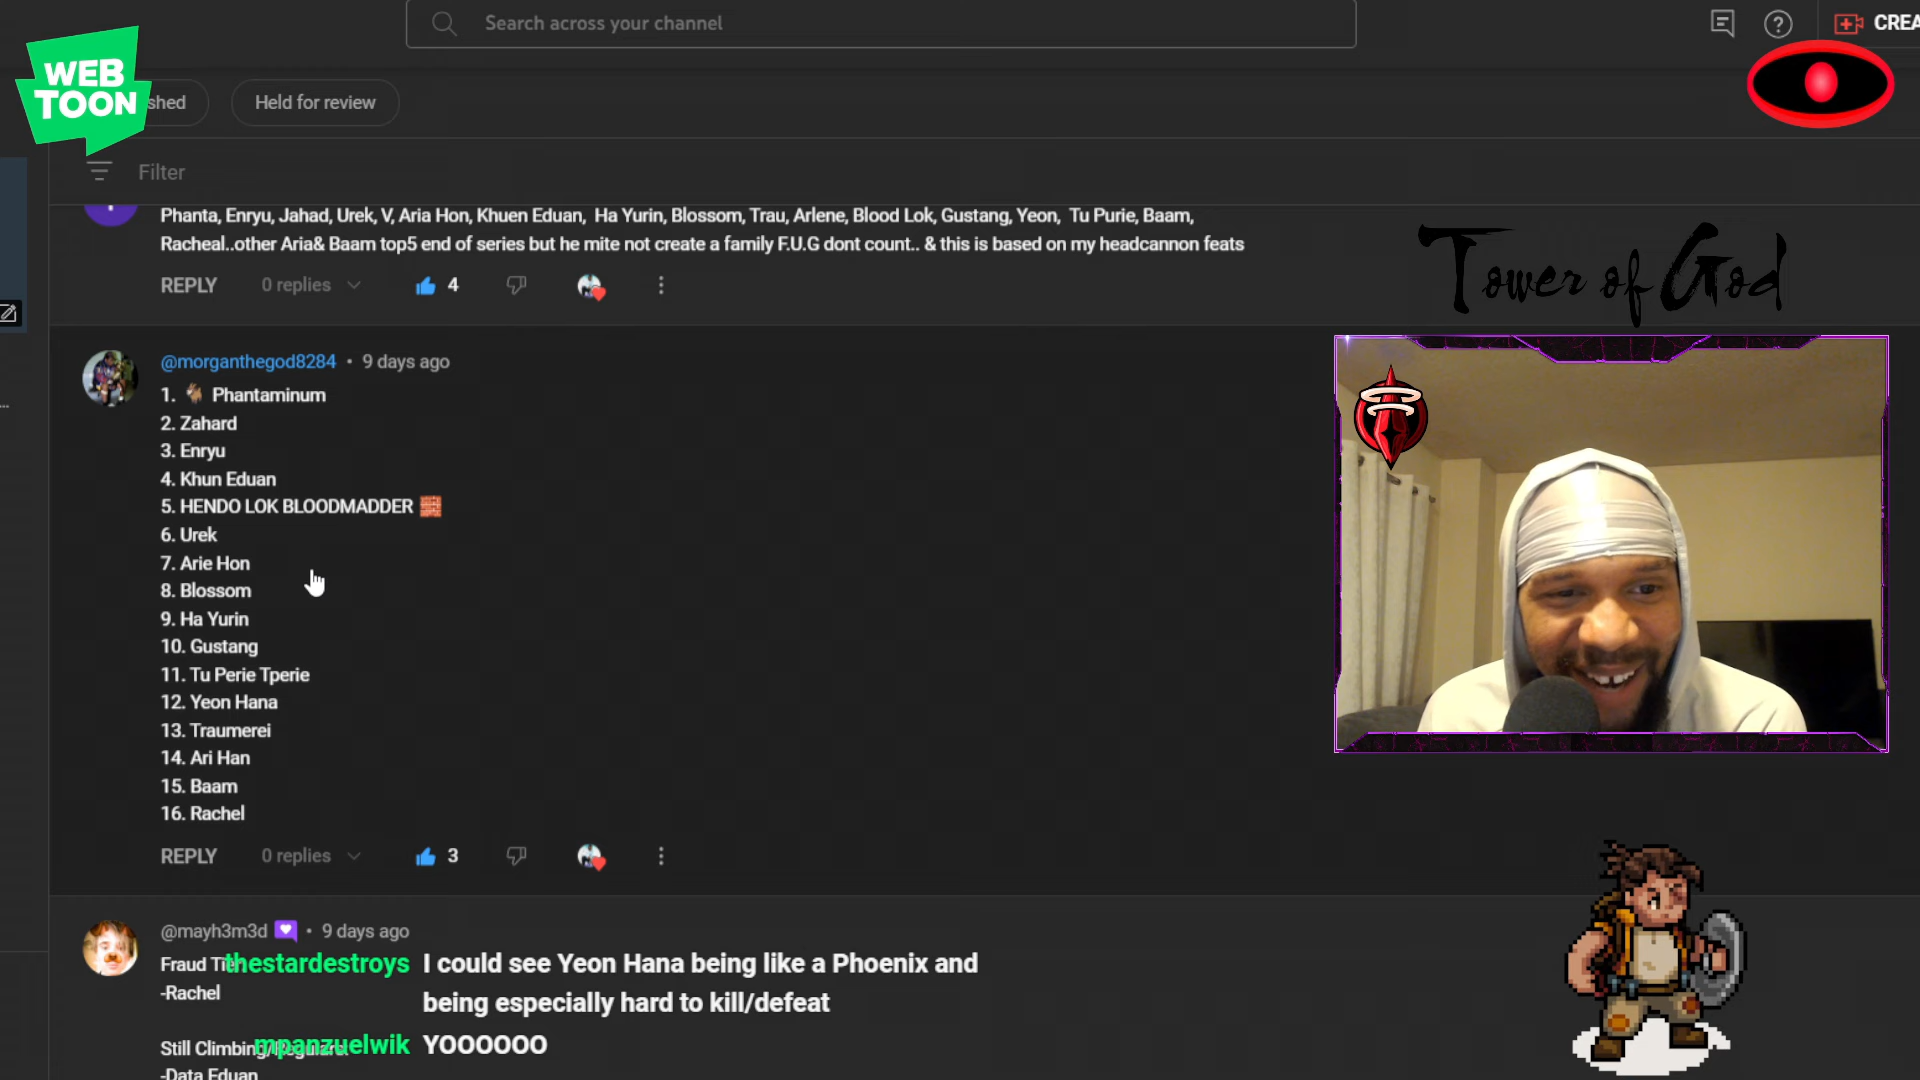 Search across your channel
CREA
WEB
TOON
shed
Held for review
Filter
Phanta, Enryu, Jahad, Urek, V, Aria Hon, Khuen Eduan, Ha Yurin, Blossom, Trau, Arlene, Blood Lok, Gustang, Yeon, Tu Purie, Baam,
Racheal..other Aria& Baam top5 end of series but he mite not create a family F.U.G dont count.. & this is based on my headcannon feats
REPLY 0 replies 4
Tower of God
@morganthegod8284 • 9 days ago
1. 🐐 Phantaminum
2. Zahard
3. Enryu
4. Khun Eduan
5. HENDO LOK BLOODMADDER 🧱
6. Urek
7. Arie Hon
8. Blossom
9. Ha Yurin
10. Gustang
11. Tu Perie Tperie
12. Yeon Hana
13. Traumerei
14. Ari Han
15. Baam
16. Rachel
REPLY 0 replies 3
@mayh3m3d • 9 days ago
Fraud
-Rachel
thestardestroys I could see Yeon Hana being like a Phoenix and
being especially hard to kill/defeat
Still Climbing/
mpanzuelwik YOOOOOO
-Data Eduan